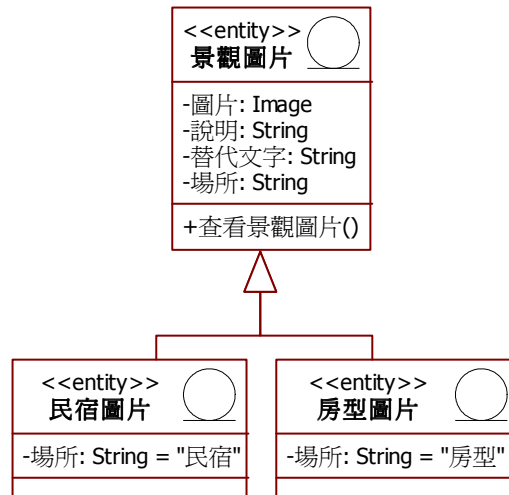 <<entity>>
景觀圖片
-圖片: Image
-說明: String
-替代文字: String
-場所: String
+查看景觀圖片()
<<entity>>
民宿圖片
-場所: String = "民宿"
<<entity>>
房型圖片
-場所: String = "房型"